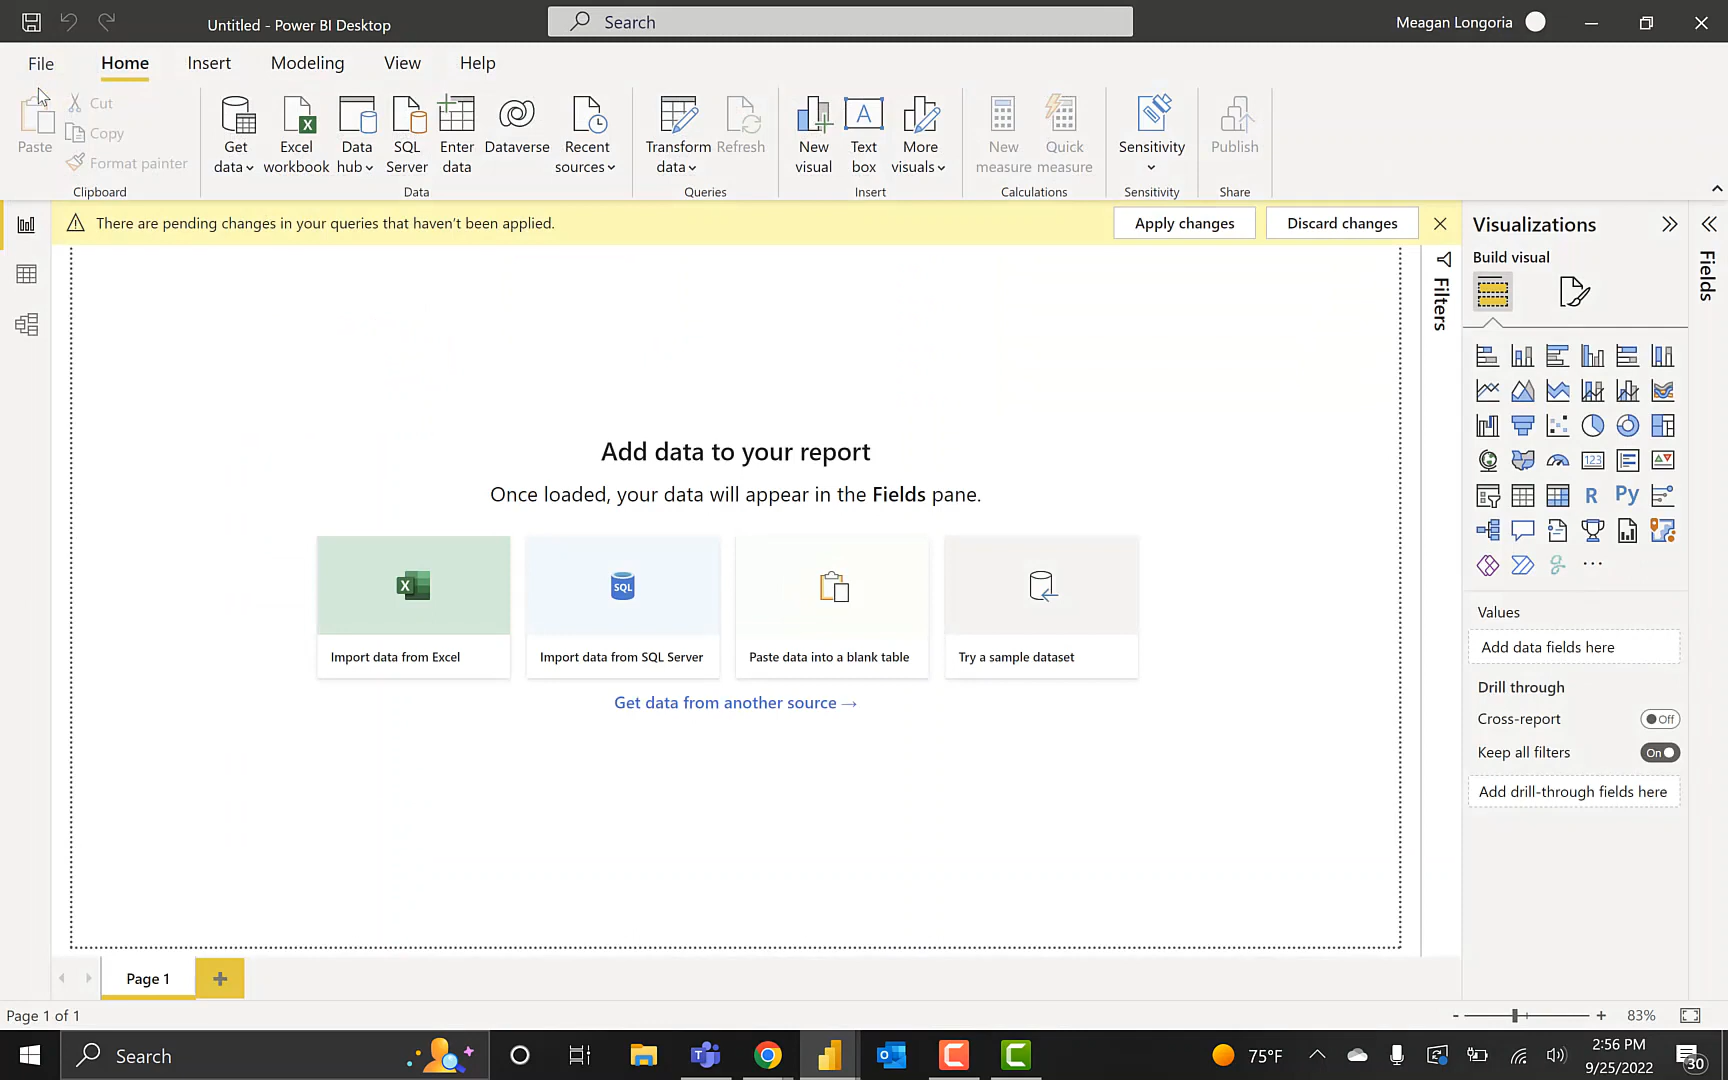 Untitled - Power BI Desktop
Search
Meagan Longoria
File
Home
Insert
Modeling
View
Help
Paste
Cut
Copy
Format painter
Clipboard
Get data
Excel workbook
Data hub
SQL Server
Enter data
Dataverse
Recent sources
Data
Transform data
Refresh
Queries
New visual
A
Text box
More visuals
Insert
New measure
Quick measure
Calculations
Sensitivity
Sensitivity
Publish
Share
There are pending changes in your queries that haven't been applied.
Apply changes
Discard changes
Filters
Visualizations
Build visual
Fields
123
R
Py
Values
Add data fields here
Drill through
Cross-report
Off
Keep all filters
On
Add drill-through fields here
Add data to your report
Once loaded, your data will appear in the Fields pane.
X
Import data from Excel
SQL
Import data from SQL Server
Paste data into a blank table
Try a sample dataset
Get data from another source →
Page 1
+
Page 1 of 1
- + 83%
Search
75°F
2:56 PM
9/25/2022
30